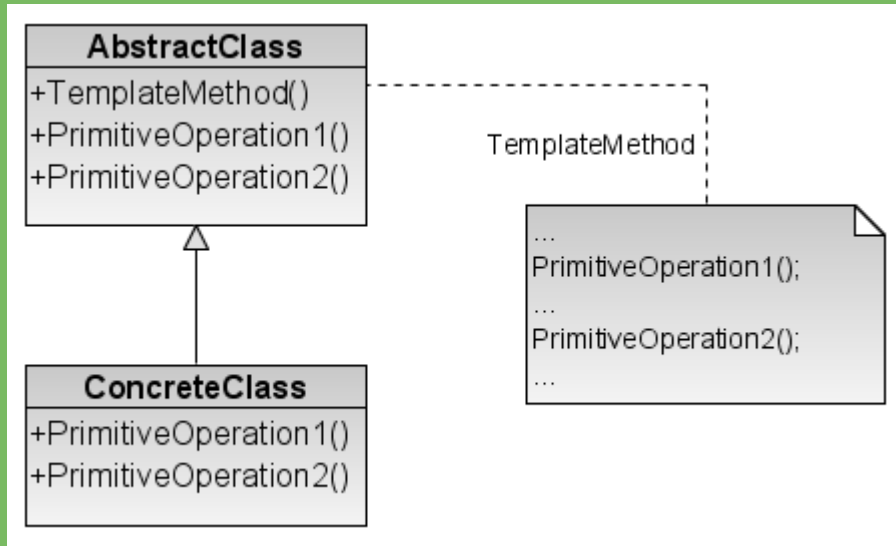 AbstractClass
+TemplateMethod()
+PrimitiveOperation1()
+PrimitiveOperation2()
TemplateMethod
...
PrimitiveOperation1();
...
PrimitiveOperation2();
...
ConcreteClass
+PrimitiveOperation1()
+PrimitiveOperation2()